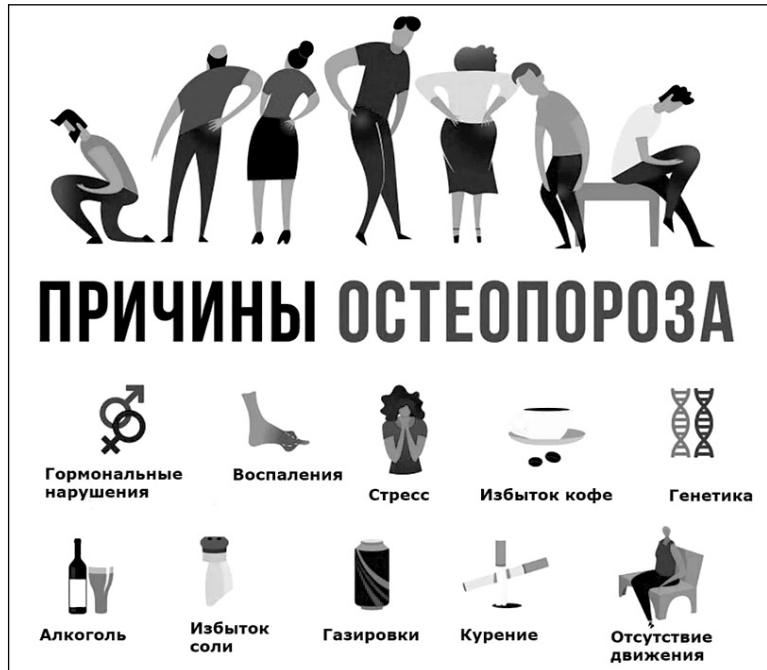 ПРИЧИНЫ ОСТЕОПОРОЗА
Гормональные
нарушения
Воспаления
Стресс
Избыток кофе
Генетика
Алкоголь
Избыток
соли
Газировки
Курение
Отсутствие
движения